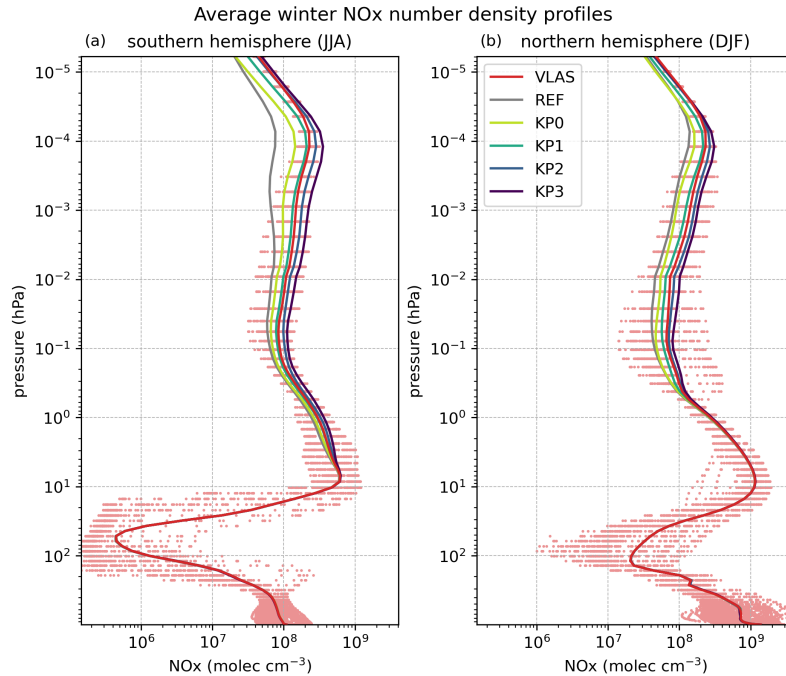 Average winter NOx number density profiles
(a) southern hemisphere (JJA)
(b) northern hemisphere (DJF)
pressure (hPa)
10⁻⁵
10⁻⁴
10⁻³
10⁻²
10⁻¹
10⁰
10¹
10²
10⁶
10⁷
10⁸
10⁹
NOx (molec cm⁻³)
pressure (hPa)
10⁻⁵
10⁻⁴
10⁻³
10⁻²
10⁻¹
10⁰
10¹
10²
VLAS
REF
KP0
KP1
KP2
KP3
10⁶
10⁷
10⁸
10⁹
NOx (molec cm⁻³)